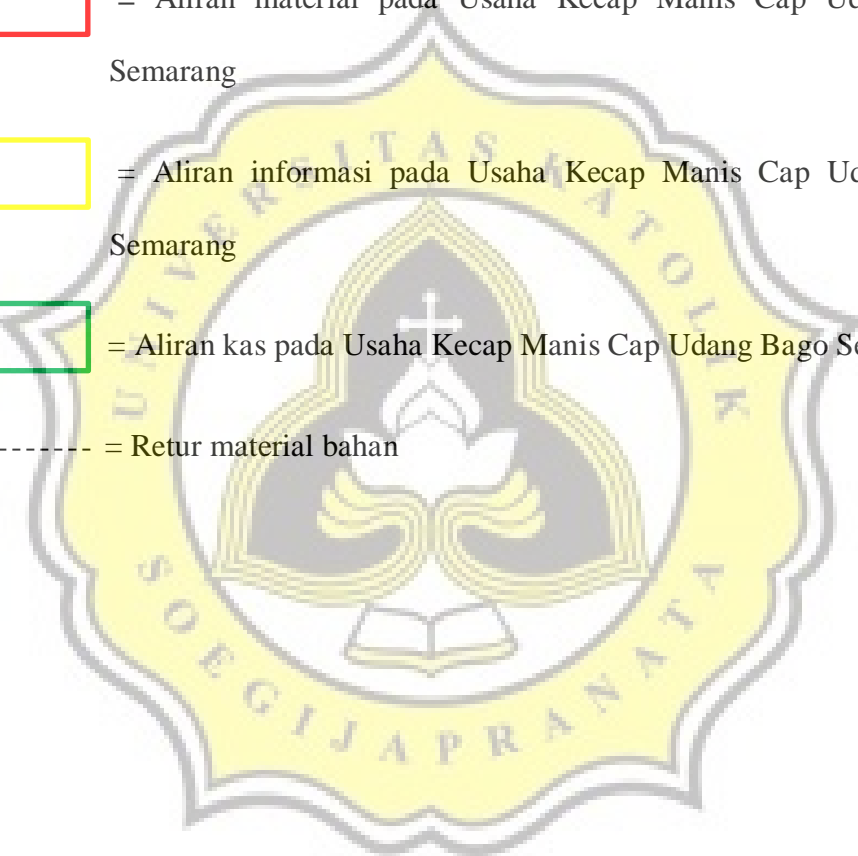 = Aliran material pada Usaha Kecap Manis Cap
Semarang
= Aliran informasi pada Usaha Kecap Manis Cap
Semarang
= Aliran kas pada Usaha Kecap Manis Cap Udang Bago
= Retur material bahan
UNIVERSITAS KATOLIK
SOEGIJAPRANATA